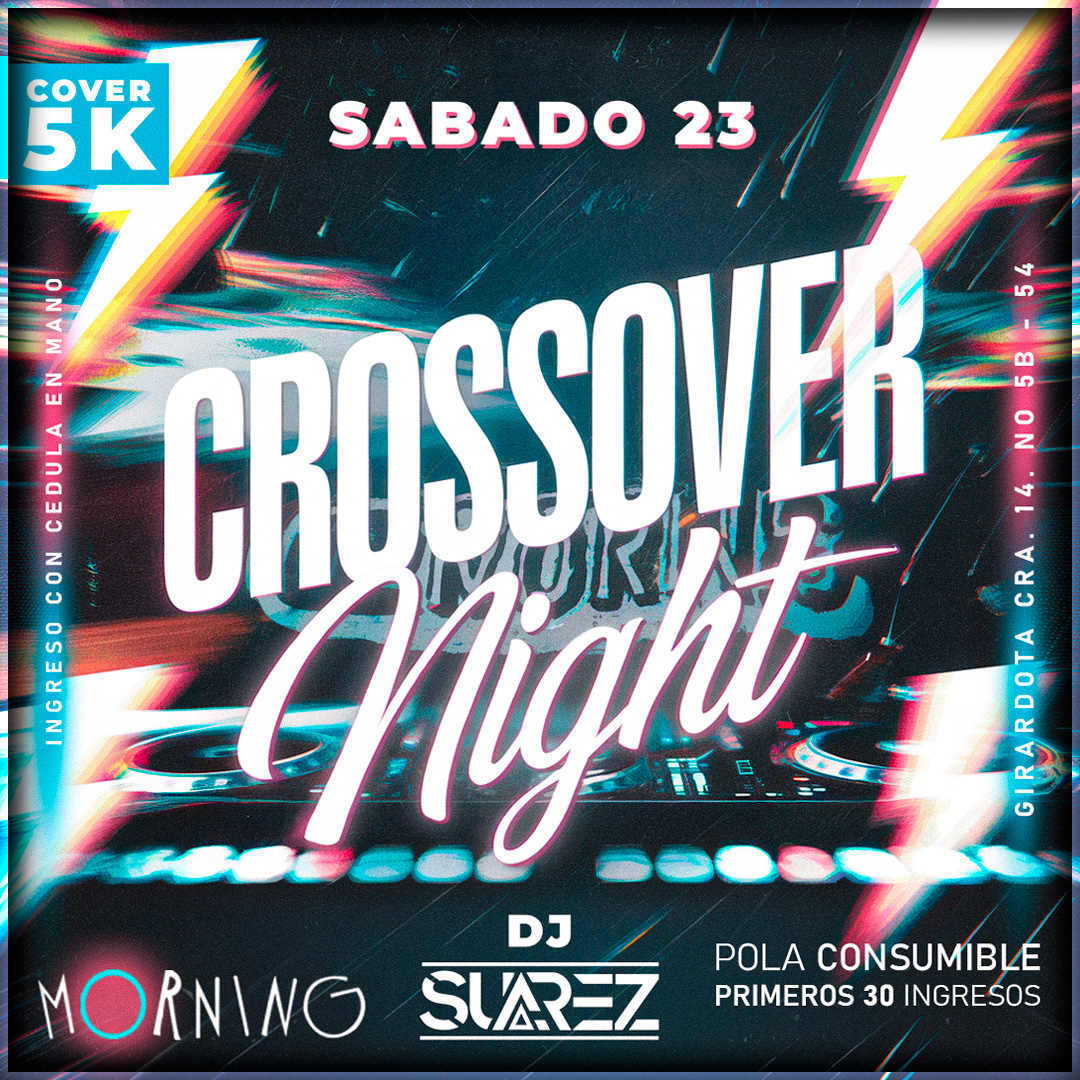 COVER
5K
SABADO 23
INGRESO CON CEDULA EN MANO
GIRARDOTA CRA. 14. NO 5B - 54
CROSSOVER
MORNING
Night
DJ
SUAREZ
MORNING
POLA CONSUMIBLE
PRIMEROS 30 INGRESOS